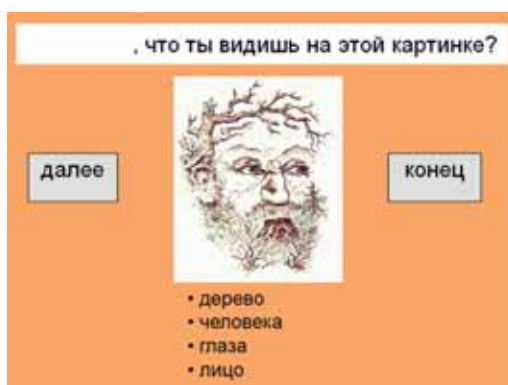 , что ты видишь на этой картинке?
далее
конец
• дерево
• человека
• глаза
• лицо